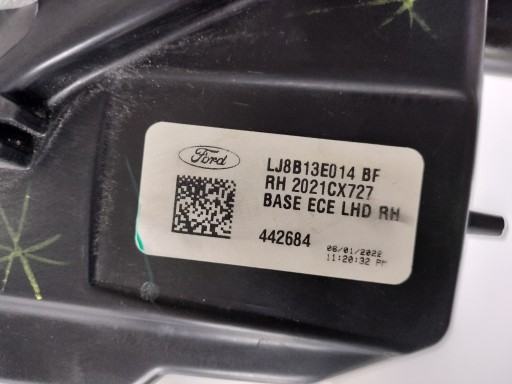 Ford
LJ8B13E014 BF
RH 2021CX727
BASE ECE LHD RH
442684
08/01/2022
11:20:32 PM